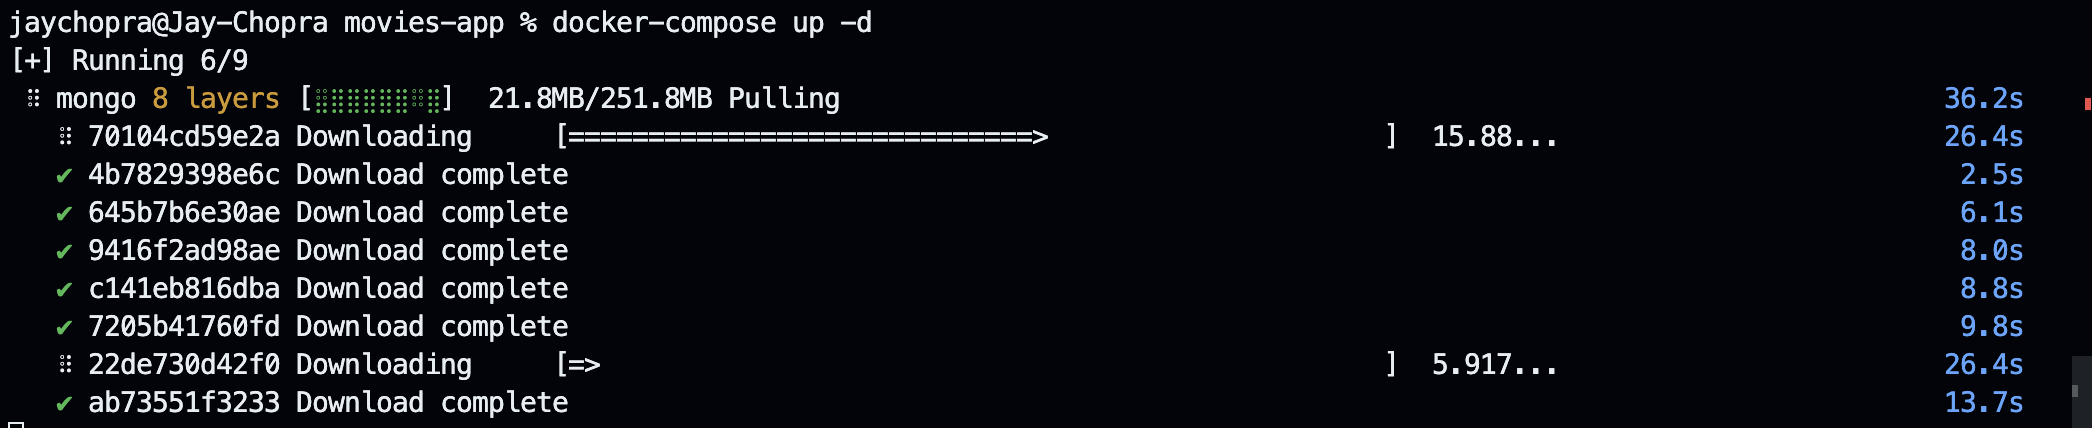 jaychopra@Jay-Chopra movies-app % docker-compose up -d
[+] Running 6/9
⠿ mongo 8 layers [⣿⣿⣿⣿⣿⣿⣿⣿] 21.8MB/251.8MB Pulling 36.2s
⠿ 70104cd59e2a Downloading [=============================> ] 15.88... 26.4s
✔ 4b7829398e6c Download complete 2.5s
✔ 645b7b6e30ae Download complete 6.1s
✔ 9416f2ad98ae Download complete 8.0s
✔ c141eb816dba Download complete 8.8s
✔ 7205b41760fd Download complete 9.8s
⠿ 22de730d42f0 Downloading [=> ] 5.917... 26.4s
✔ ab73551f3233 Download complete 13.7s